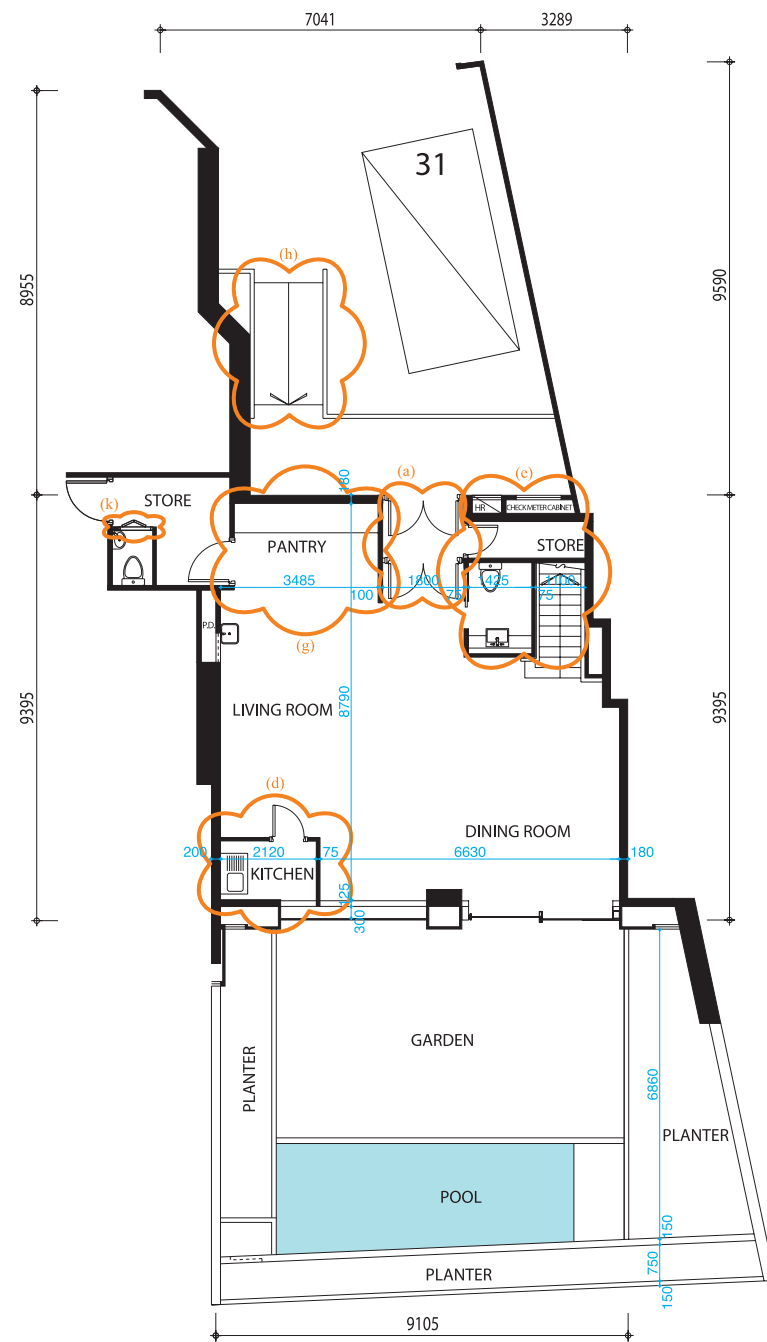 7041
3289
31
(h)
8955
9590
(a)
(e)
(k)
STORE
180
HR
CHECK METER CABINET
PANTRY
STORE
3485
1800
1425
1100
100
75
75
P.D.
(g)
LIVING ROOM
8790
9395
9395
(d)
DINING ROOM
200
2120
75
6630
180
KITCHEN
125
300
GARDEN
PLANTER
6860
PLANTER
POOL
150
PLANTER
750
150
9105